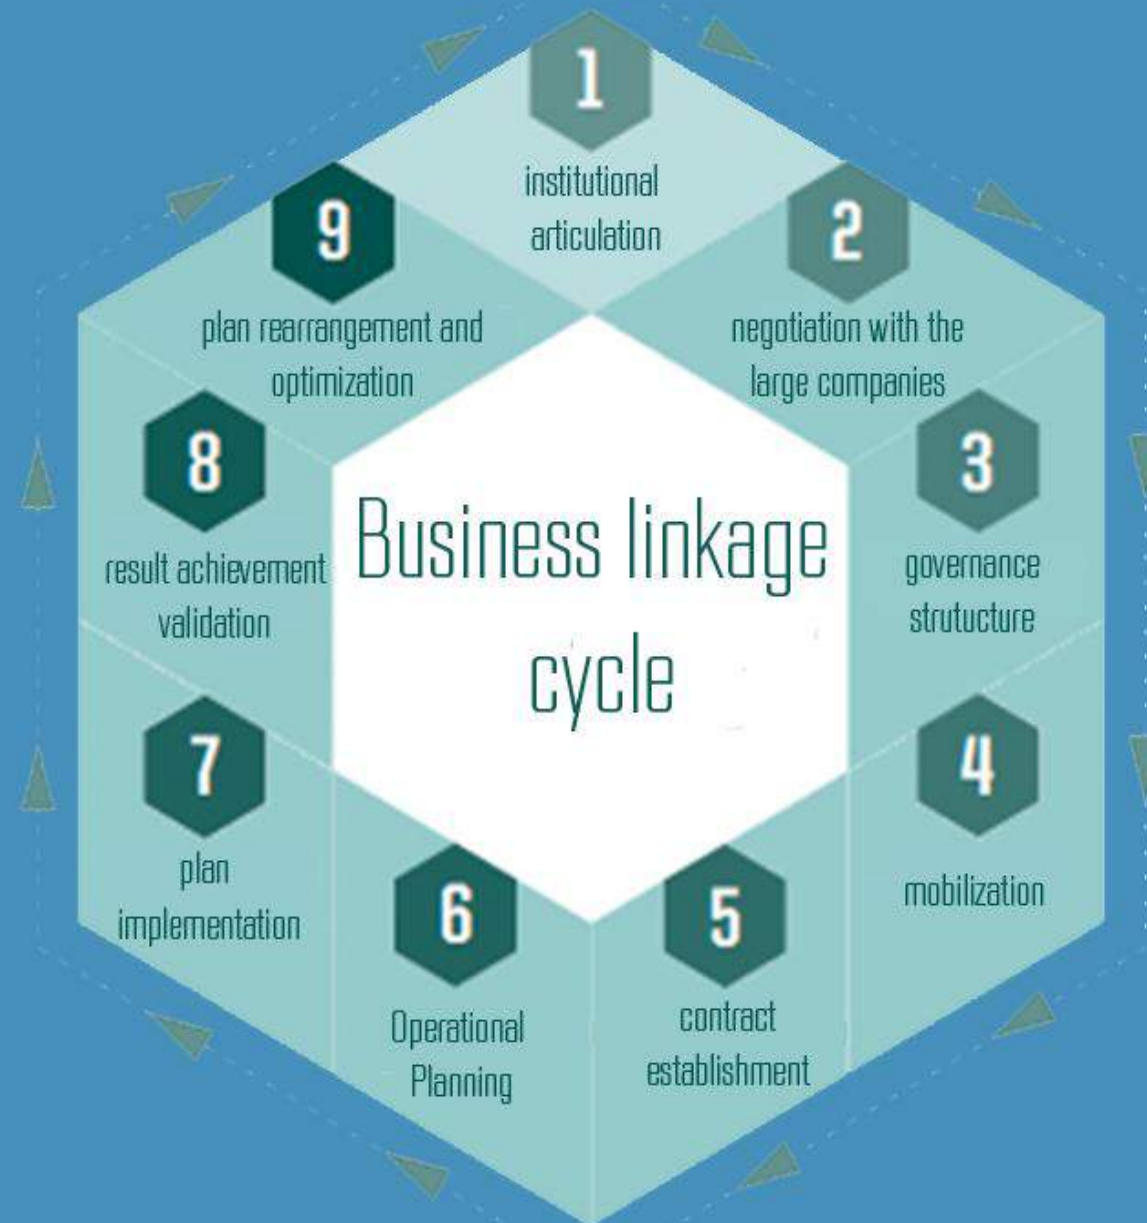 1
institutional
articulation
2
negotiation with the
large companies
3
governance
strutucture
4
mobilization
5
contract
establishment
6
Operational
Planning
7
plan
implementation
8
result achievement
validation
9
plan rearrangement and
optimization
Business linkage
cycle